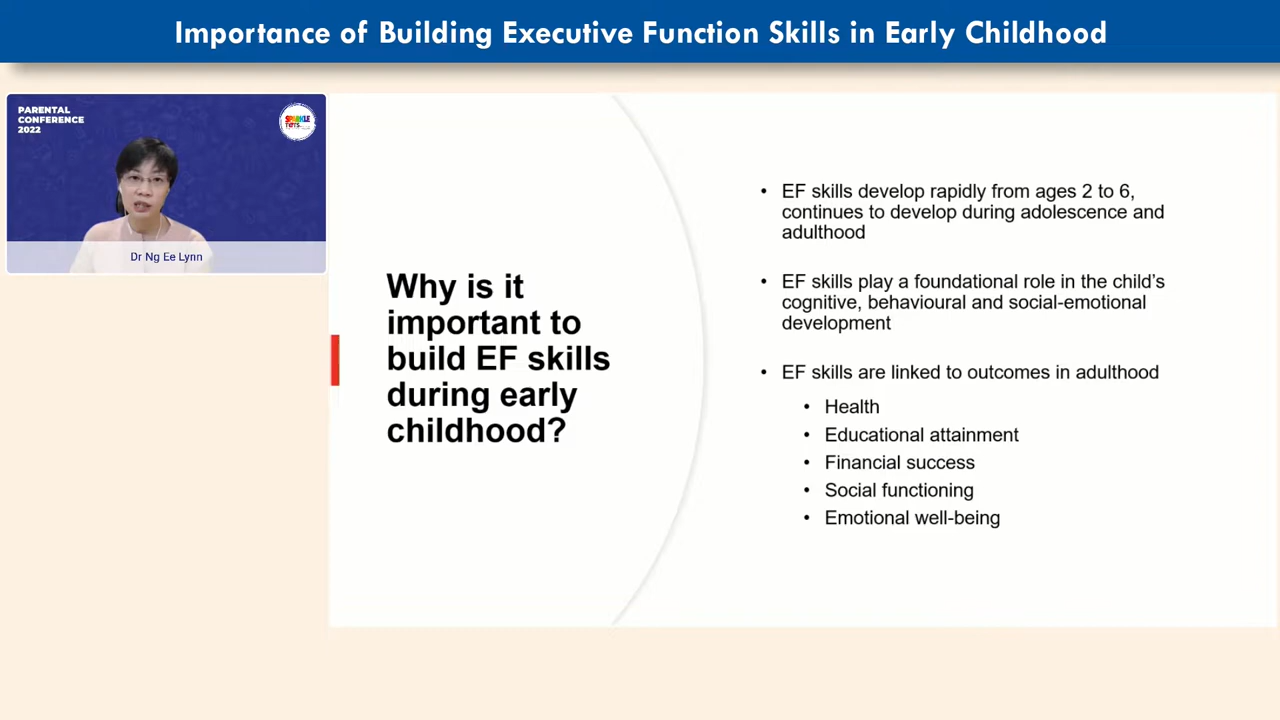 Importance of Building Executive Function Skills in Early Childhood
PARENTAL
CONFERENCE
2022
SPARKLE
TOTS
Dr Ng Ee Lynn
Why is it
important to
build EF skills
during early
childhood?
• EF skills develop rapidly from ages 2 to 6,
continues to develop during adolescence and
adulthood
• EF skills play a foundational role in the child's
cognitive, behavioural and social-emotional
development
• EF skills are linked to outcomes in adulthood
• Health
• Educational attainment
• Financial success
• Social functioning
• Emotional well-being